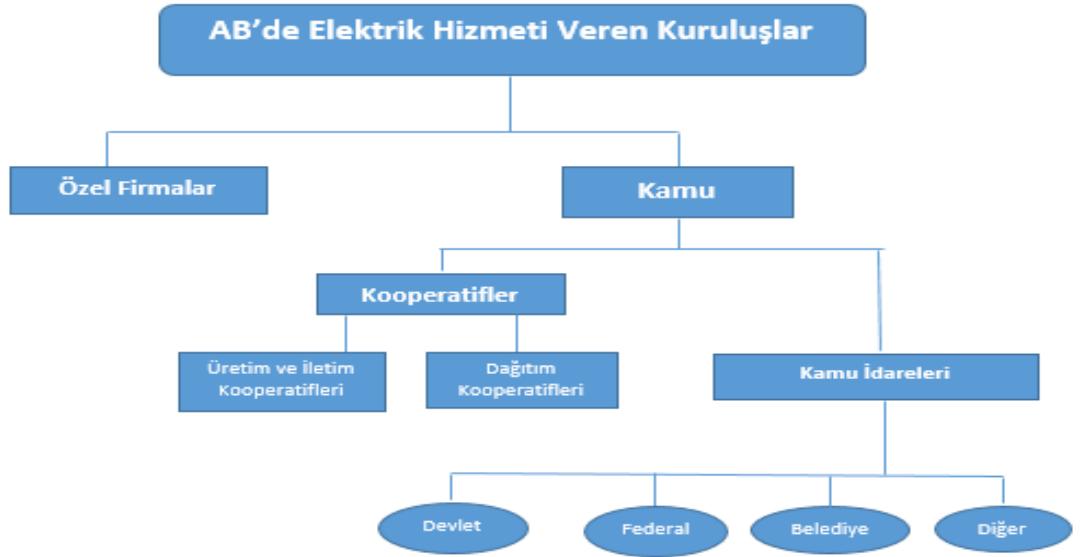 AB’de Elektrik Hizmeti Veren Kuruluşlar
Özel Firmalar
Kamu
Kooperatifler
Üretim ve İletim
Kooperatifleri
Dağıtım
Kooperatifleri
Kamu İdareleri
Devlet
Federal
Belediye
Diğer